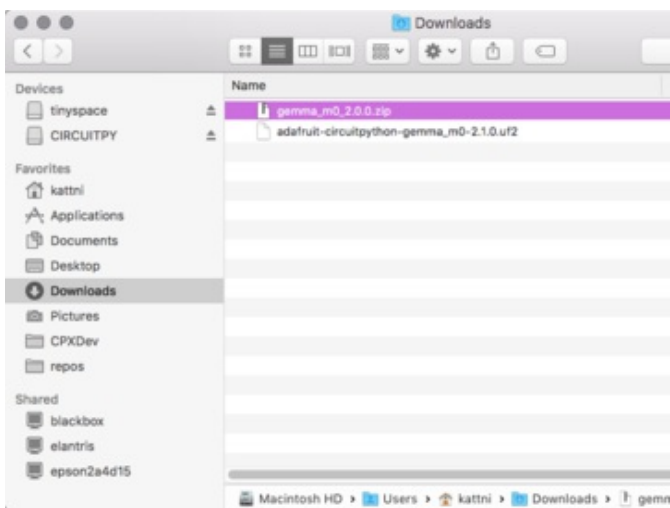 Downloads
Devices
tinyspace
CIRCUITPY
Favorites
kattni
Applications
Documents
Desktop
Downloads
Pictures
CPXDev
repos
Shared
blackbox
elantris
epson2a4d15
Name
gemma_m0_2.0.0.zip
adafruit-circuitpython-gemma_m0-2.1.0.uf2
Macintosh HD › Users › kattni › Downloads › gemm